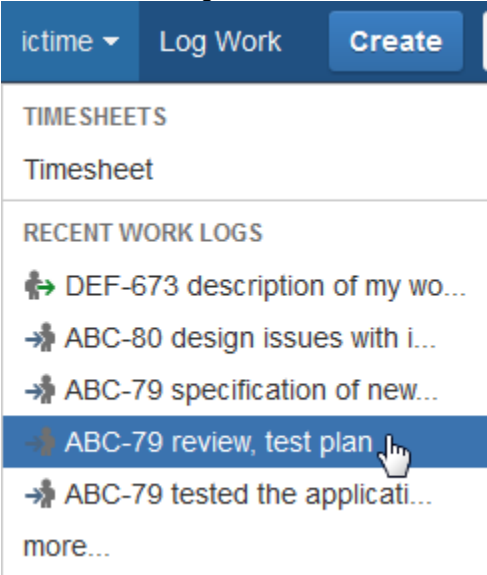 ictime Log Work Create
TIMESHEETS
Timesheet
RECENT WORK LOGS
DEF-673 description of my wo...
ABC-80 design issues with i...
ABC-79 specification of new...
ABC-79 review, test plan
ABC-79 tested the applicati...
more...